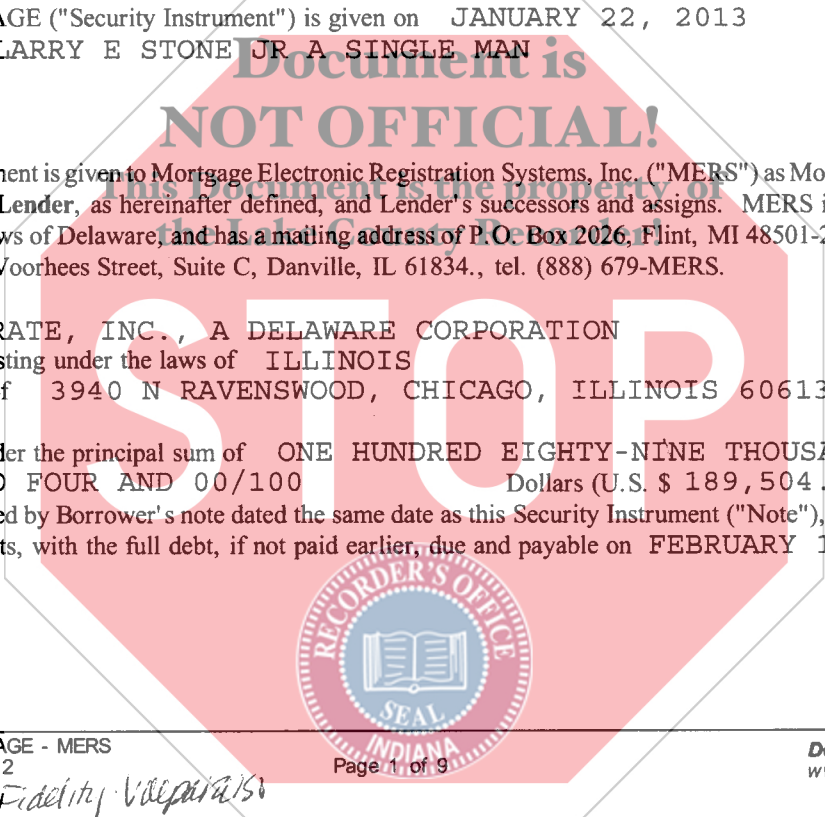 AGE ("Security Instrument") is given on JANUARY 22, 2013
LARRY E STONE JR A SINGLE MAN
Document is
NOT OFFICIAL!
This Document is the property of
the Lake County Recorder!
ent is given to Mortgage Electronic Registration Systems, Inc. ("MERS") as Mo
Lender, as hereinafter defined, and Lender's successors and assigns. MERS i
ws of Delaware, and has a mailing address of P.O. Box 2026, Flint, MI 48501-2
Voorhees Street, Suite C, Danville, IL 61834., tel. (888) 679-MERS.
STOP
RATE, INC., A DELAWARE CORPORATION
sting under the laws of ILLINOIS
f 3940 N RAVENSWOOD, CHICAGO, ILLINOIS 60613
der the principal sum of ONE HUNDRED EIGHTY-NINE THOUSA
D FOUR AND 00/100 Dollars (U.S. $ 189,504.
ed by Borrower's note dated the same date as this Security Instrument ("Note"),
ts, with the full debt, if not paid earlier, due and payable on FEBRUARY 1
RECORDER'S OFFICE
SEAL
INDIANA
AGE - MERS
2
Page 1 of 9
Fidelity Valparaiso